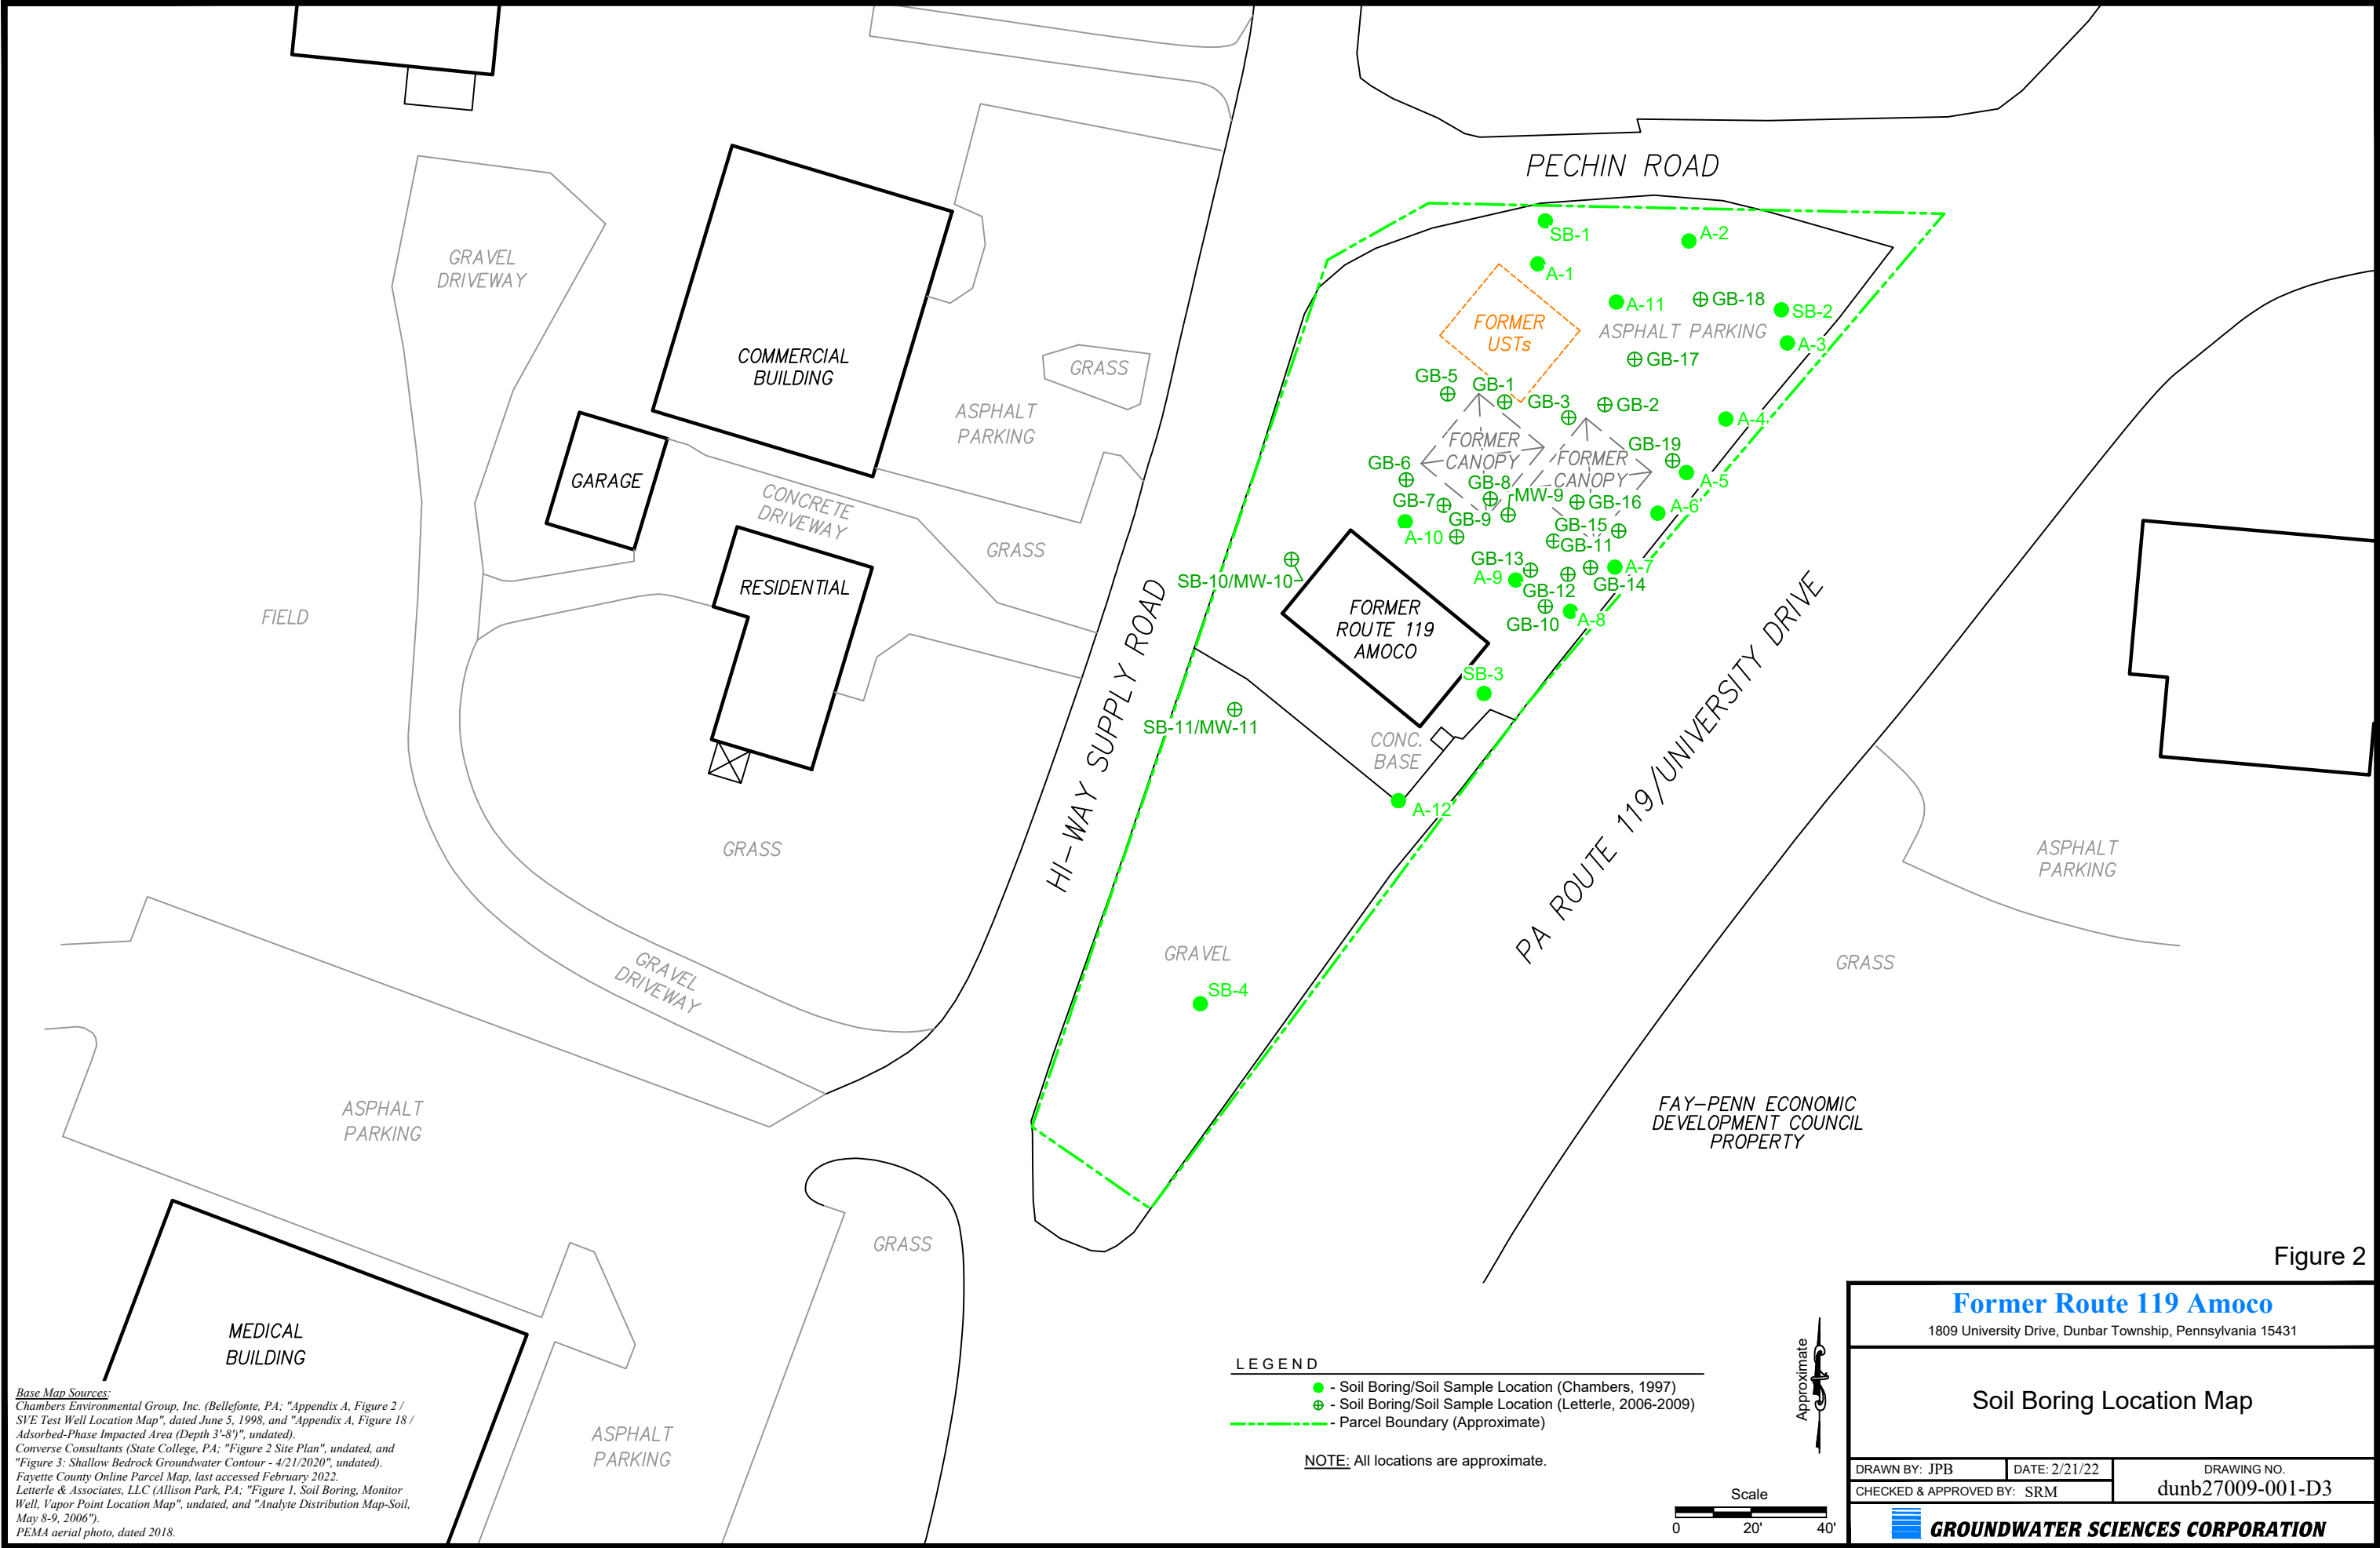 PECHIN ROAD
SB-1
A-2
A-1
A-11
GB-18
SB-2
ASPHALT PARKING
A-3
GB-17
FORMER
USTs
GRAVEL
DRIVEWAY
COMMERCIAL
BUILDING
GRASS
ASPHALT
PARKING
GB-5
GB-1
GB-3
GB-2
A-4
GB-19
FORMER
CANOPY
FORMER
CANOPY
A-5
GB-6
GB-8
GB-7
MW-9
GB-16
A-6
GB-9
GB-15
A-10
GB-11
GB-13
A-7
A-9
GB-12
GB-14
GB-10
A-8
SB-10/MW-10
GARAGE
CONCRETE
DRIVEWAY
GRASS
RESIDENTIAL
FIELD
FORMER
ROUTE 119
AMOCO
SB-3
SB-11/MW-11
CONC.
BASE
A-12
HI-WAY SUPPLY ROAD
PA ROUTE 119/UNIVERSITY DRIVE
GRASS
ASPHALT
PARKING
GRAVEL
DRIVEWAY
GRAVEL
SB-4
GRASS
ASPHALT
PARKING
FAY-PENN ECONOMIC
DEVELOPMENT COUNCIL
PROPERTY
GRASS
MEDICAL
BUILDING
ASPHALT
PARKING
Base Map Sources:
Chambers Environmental Group, Inc. (Bellefonte, PA; "Appendix A, Figure 2 /
SVE Test Well Location Map", dated June 5, 1998, and "Appendix A, Figure 18 /
Adsorbed-Phase Impacted Area (Depth 3'-8')", undated).
Converse Consultants (State College, PA; "Figure 2 Site Plan", undated, and
"Figure 3: Shallow Bedrock Groundwater Contour - 4/21/2020", undated).
Fayette County Online Parcel Map, last accessed February 2022.
Letterle & Associates, LLC (Allison Park, PA; "Figure 1, Soil Boring, Monitor
Well, Vapor Point Location Map", undated, and "Analyte Distribution Map-Soil,
May 8-9, 2006").
PEMA aerial photo, dated 2018.
LEGEND
- Soil Boring/Soil Sample Location (Chambers, 1997)
- Soil Boring/Soil Sample Location (Letterle, 2006-2009)
- Parcel Boundary (Approximate)
NOTE: All locations are approximate.
Approximate
Scale
0 20' 40'
Figure 2
Former Route 119 Amoco
1809 University Drive, Dunbar Township, Pennsylvania 15431
Soil Boring Location Map
DRAWN BY: JPB
DATE: 2/21/22
CHECKED & APPROVED BY: SRM
DRAWING NO.
dunb27009-001-D3
GROUNDWATER SCIENCES CORPORATION